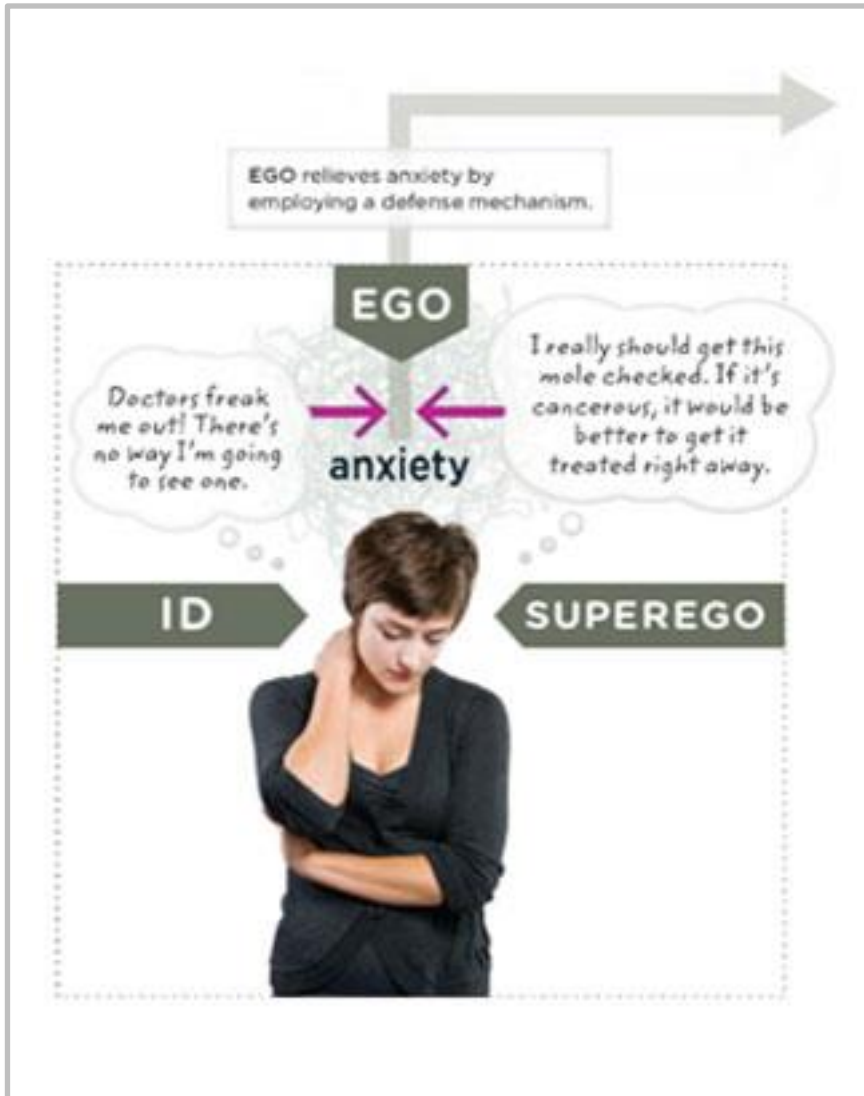 EGO relieves anxiety by
employing a defense mechanism.
EGO
Doctors freak
me out! There's
no way I'm going
to see one.
I really should get this
mole checked. If it's
cancerous, it would be
better to get it
treated right away.
anxiety
ID
SUPEREGO